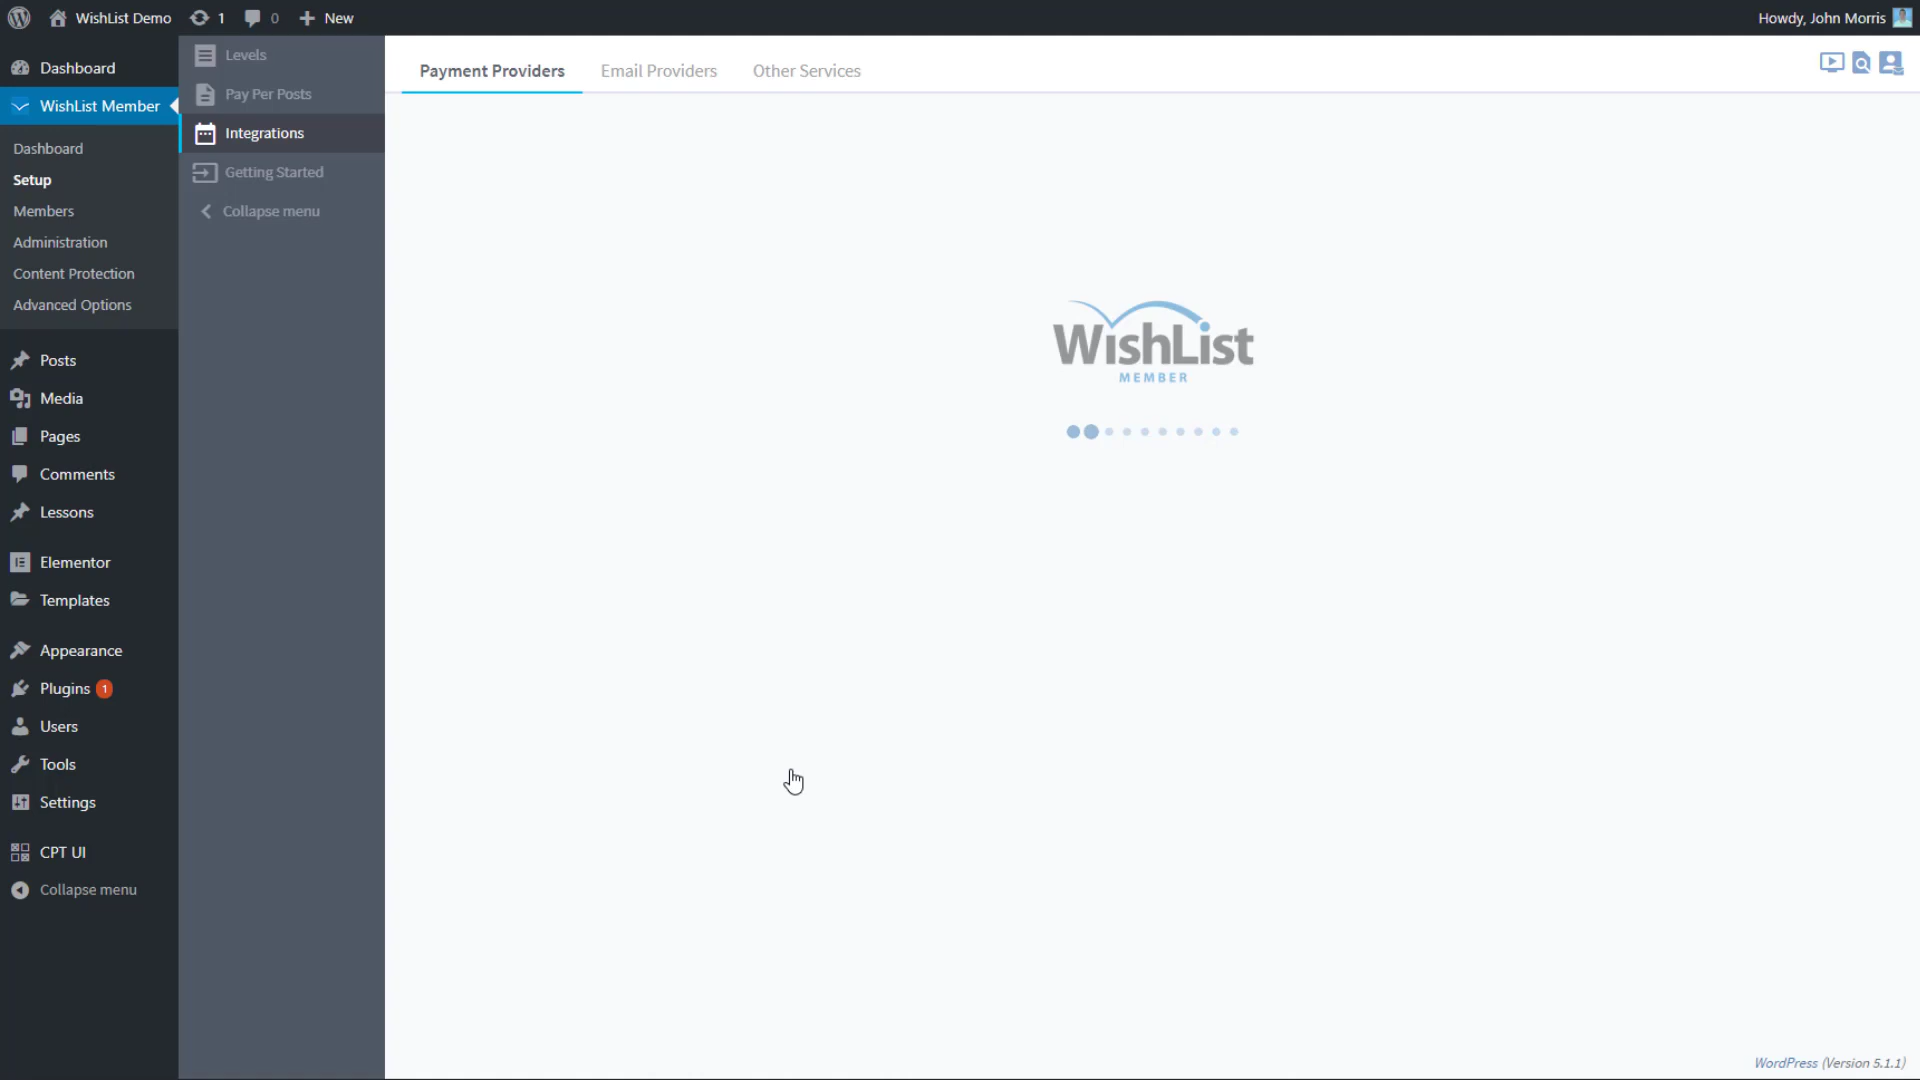 WishList Demo
1
0
New
Howdy, John Morris
Dashboard
WishList Member
Dashboard
Setup
Members
Administration
Content Protection
Advanced Options
Posts
Media
Pages
Comments
Lessons
Elementor
Templates
Appearance
Plugins 1
Users
Tools
Settings
CPT UI
Collapse menu
Levels
Pay Per Posts
Integrations
Getting Started
Collapse menu
Payment Providers
Email Providers
Other Services
WishList
MEMBER
WordPress (Version 5.1.1)